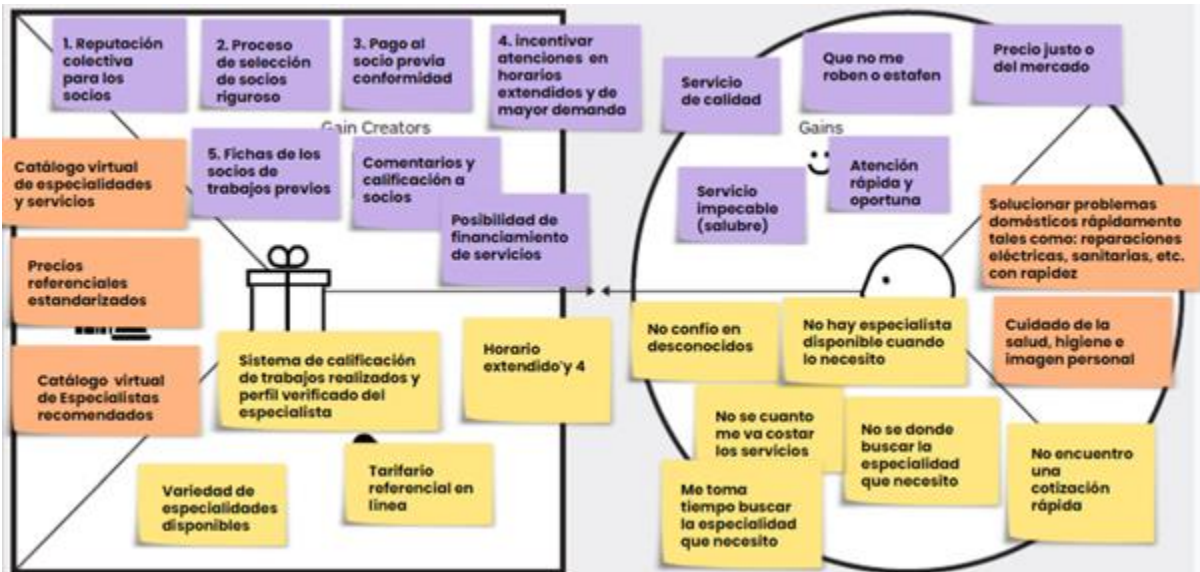 1. Reputación
colectiva
para los
socios
2. Proceso
de selección
de socios
riguroso
3. Pago al
socio previa
conformidad
4. incentivar
atenciones en
horarios
extendidos y de
mayor demanda
Gain Creators
5. Fichas de los
socios de
trabajos previos
Comentarios y
calificación a
socios
Posibilidad de
financiamiento
de servicios
Catálogo virtual
de especialidades
y servicios
Precios
referenciales
estandarizados
Catálogo virtual
de Especialistas
recomendados
Sistema de calificación
de trabajos realizados y
perfil verificado del
especialista
Horario
extendido'y 4
Variedad de
especialidades
disponibles
Tarifario
referencial en
linea
Servicio
de calidad
Que no me
roben o estafen
Precio justo o
del mercado
Gains
Servicio
impecable
(salubre)
Atención
rápida y
oportuna
Solucionar problemas
domésticos rápidamente
tales como: reparaciones
eléctricas, sanitarias, etc.
con rapidez
Cuidado de la
salud, higiene e
imagen personal
No confío en
desconocidos
No hay especialista
disponible cuando
lo necesito
No se cuanto
me va costar
los servicios
No se donde
buscar la
especialidad
que necesito
Me toma
tiempo buscar
la especialidad
que necesito
No encuentro
una
cotización
rápida